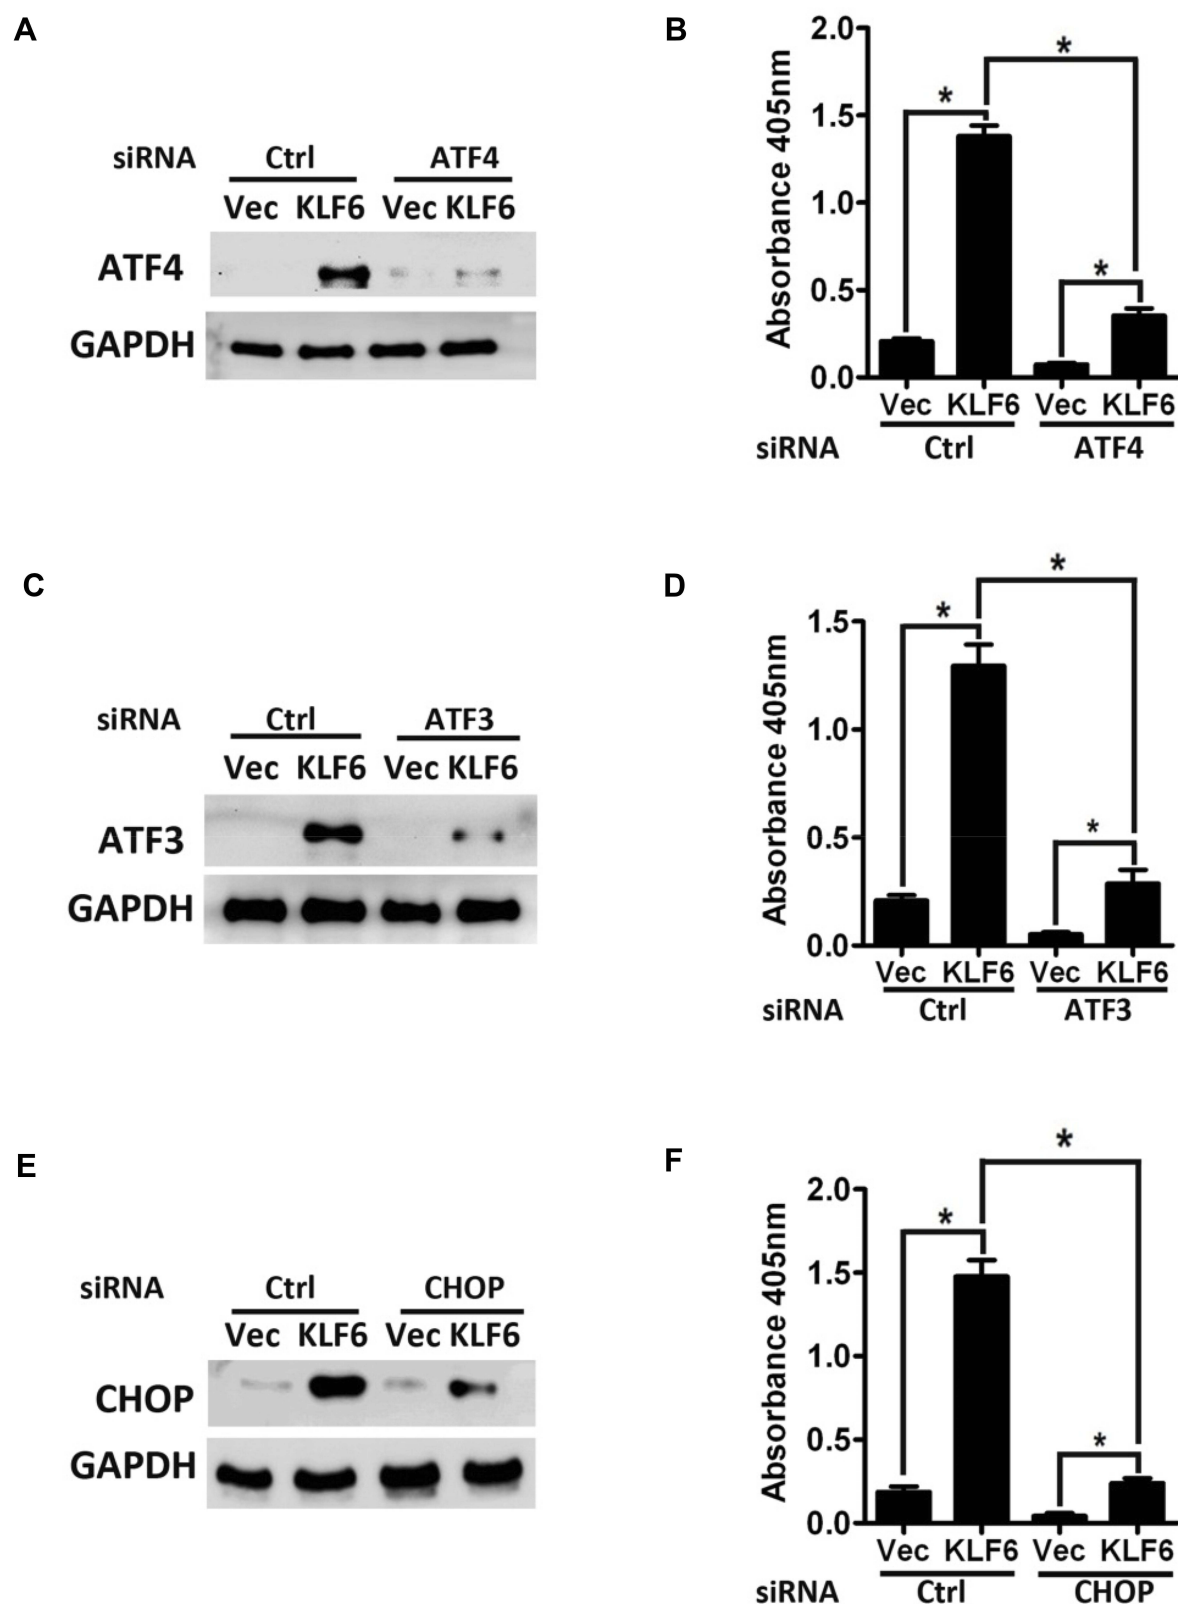 A
siRNA Ctrl ATF4
Vec KLF6 Vec KLF6
ATF4
GAPDH
B
Absorbance 405nm
2.0
1.5
1.0
0.5
0.0
*
*
*
Vec KLF6 Vec KLF6
siRNA Ctrl ATF4
C
siRNA Ctrl ATF3
Vec KLF6 Vec KLF6
ATF3
GAPDH
D
Absorbance 405nm
1.5
1.0
0.5
0.0
*
*
*
Vec KLF6 Vec KLF6
siRNA Ctrl ATF3
E
siRNA Ctrl CHOP
Vec KLF6 Vec KLF6
CHOP
GAPDH
F
Absorbance 405nm
2.0
1.5
1.0
0.5
0.0
*
*
*
Vec KLF6 Vec KLF6
siRNA Ctrl CHOP